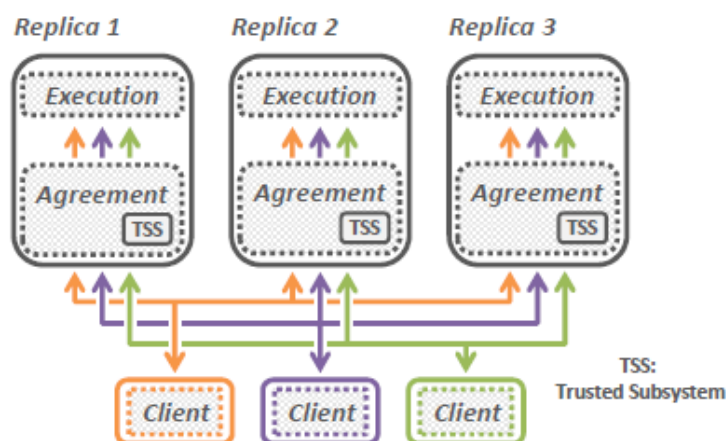 Replica 1 Replica 2 Replica 3
Execution Execution Execution
Agreement Agreement Agreement
TSS TSS TSS
TSS:
Trusted Subsystem
Client Client Client